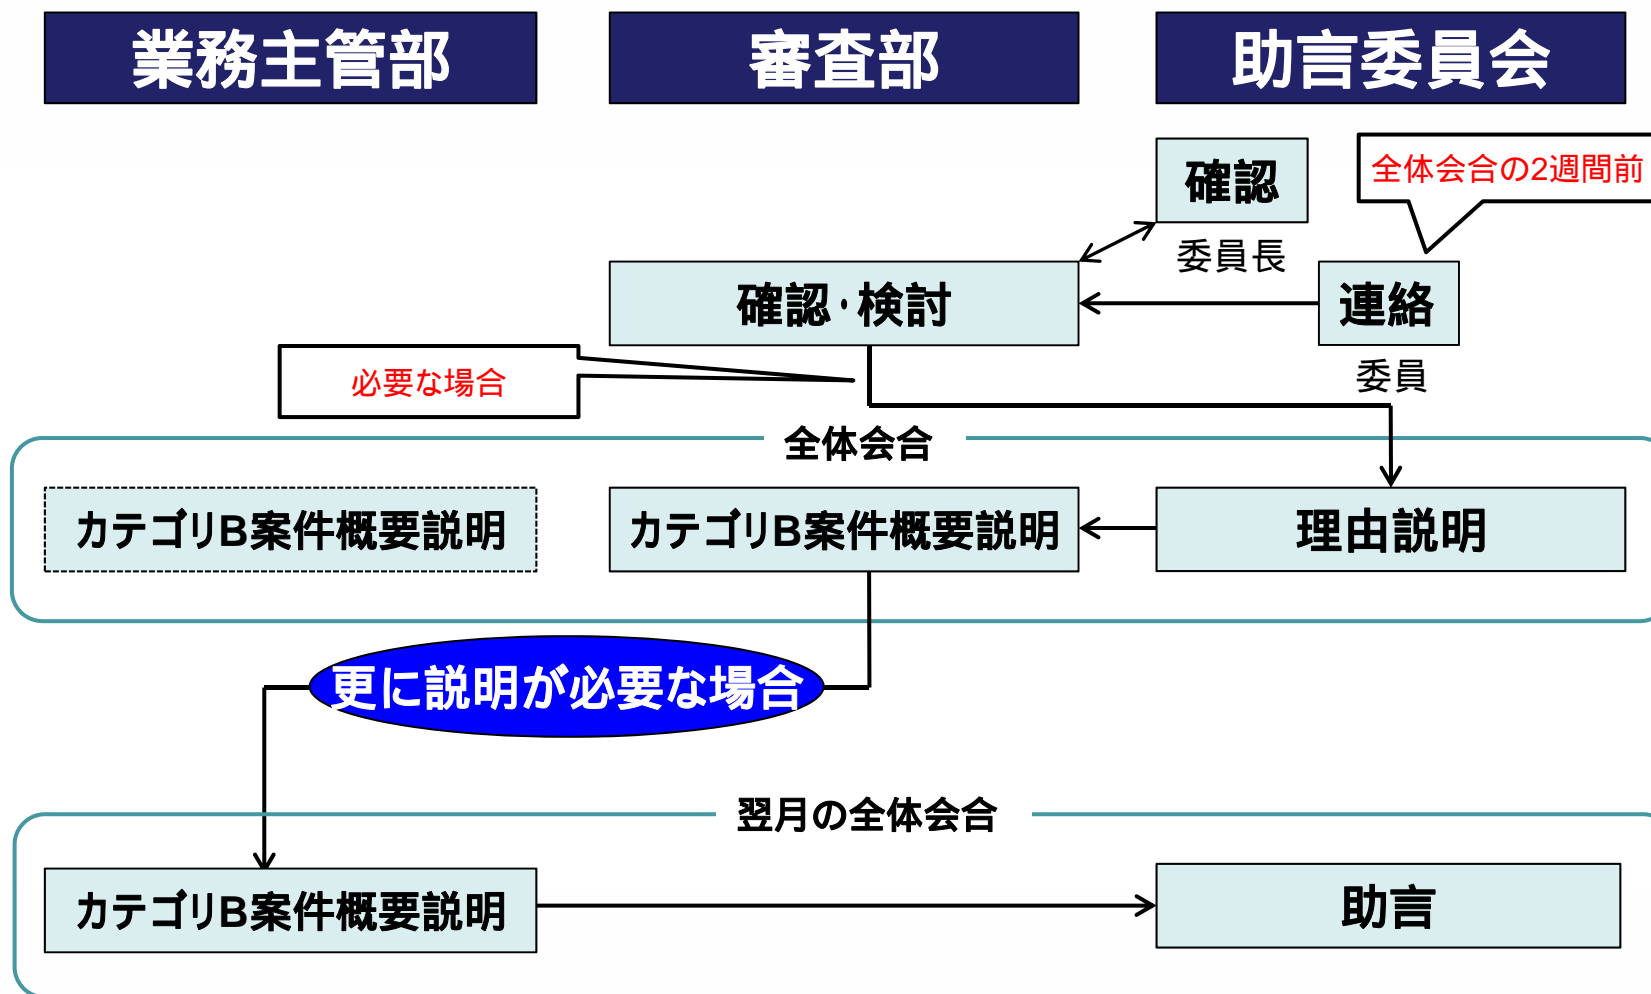 業務主管部
審査部
助言委員会
確認
全体会合の2週間前
委員長
確認・検討
連絡
必要な場合
委員
全体会合
カテゴリB案件概要説明
カテゴリB案件概要説明
理由説明
更に説明が必要な場合
翌月の全体会合
カテゴリB案件概要説明
助言